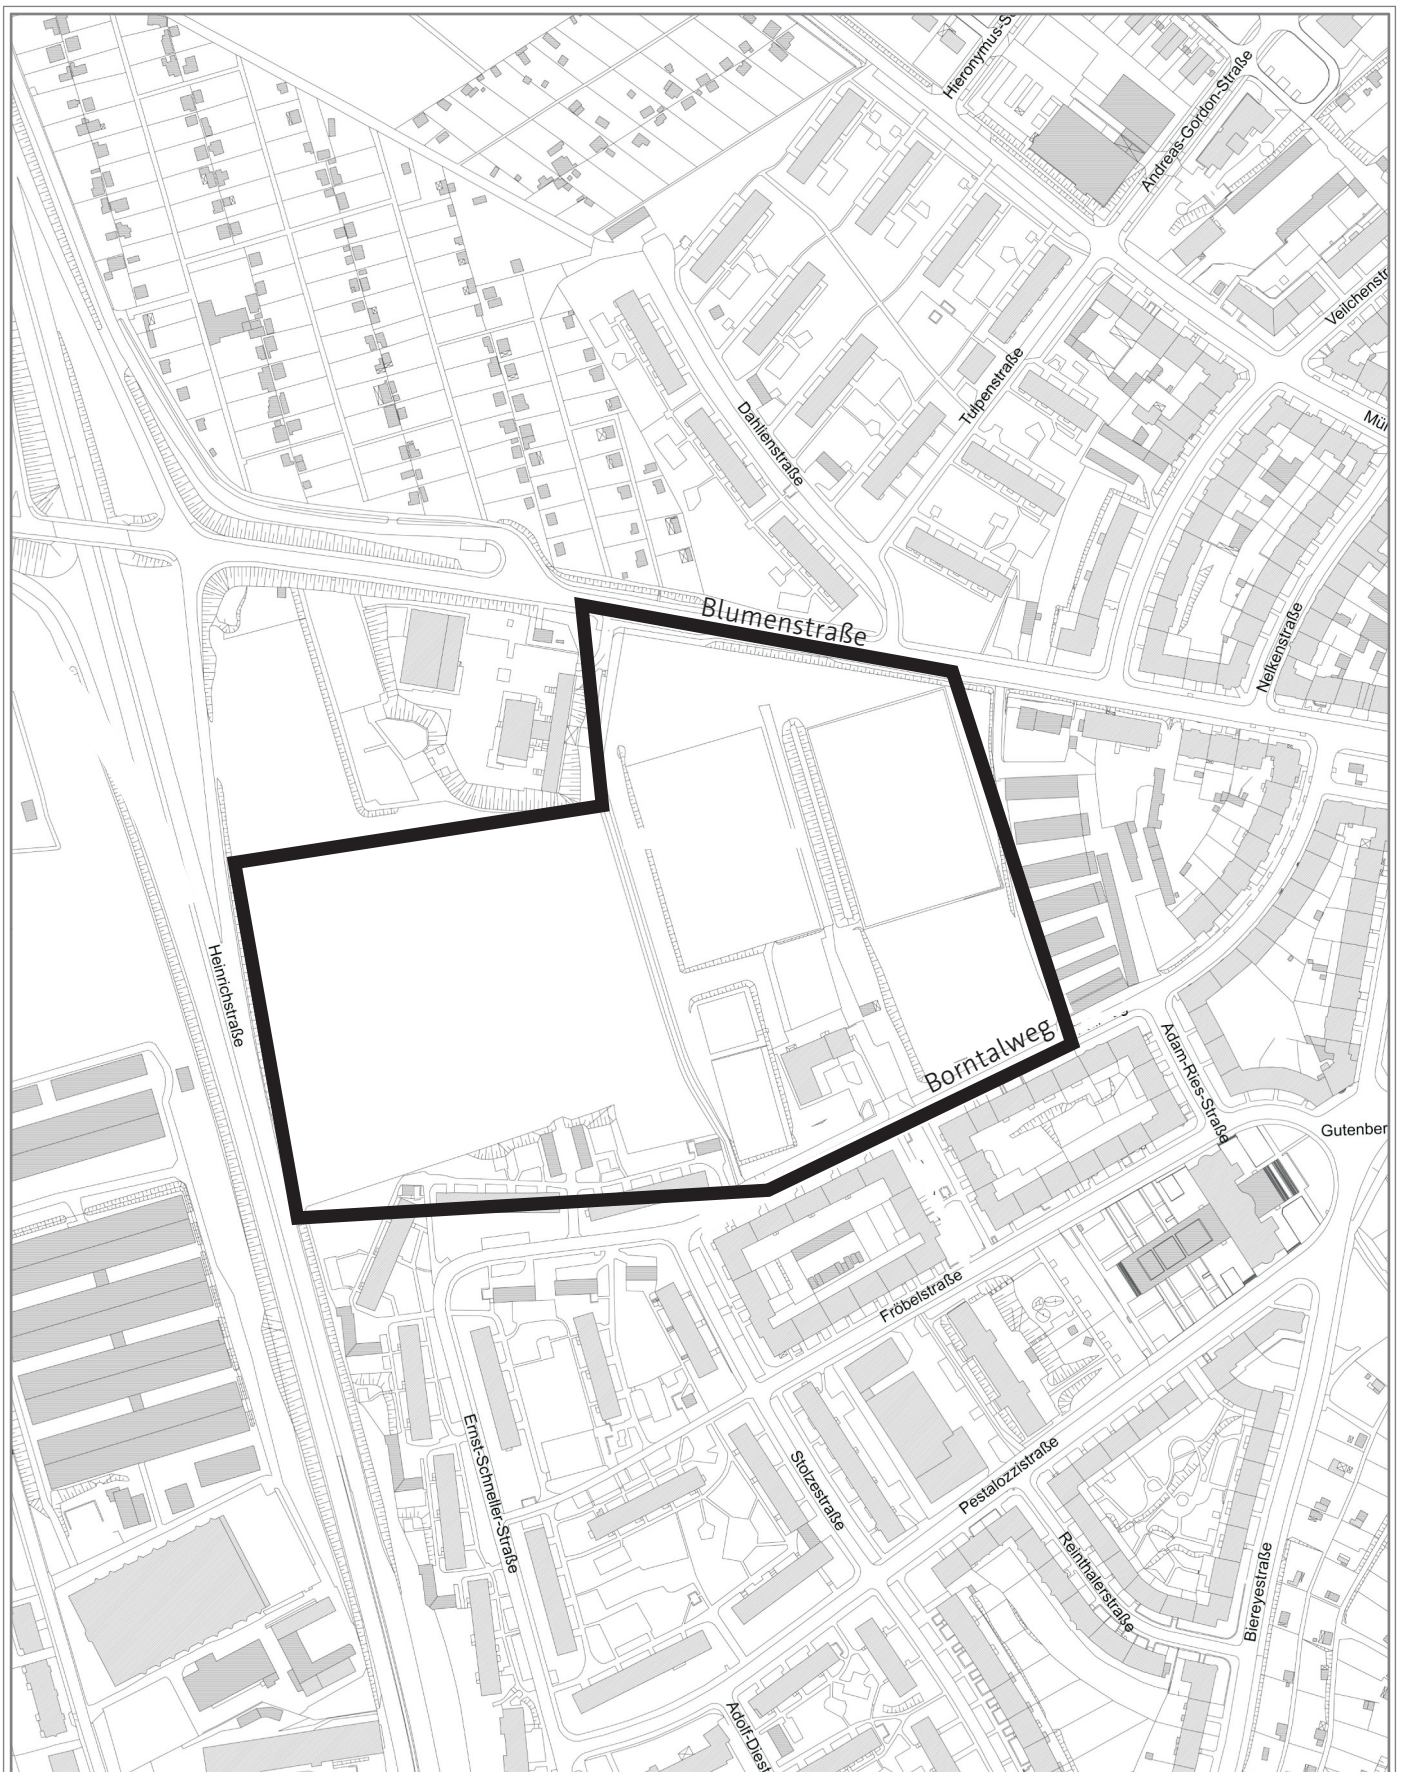 Hieronymus-S
Andreas-Gordon-Straße
Veilchenstr
Tulpenstraße
Dahlienstraße
Mün
Blumenstraße
Nelkenstraße
Heinrichstraße
Borntalweg
Adam-Ries-Straße
Gutenber
Fröbelstraße
Ernst-Schneller-Straße
Stolzestraße
Pestalozzistraße
Reinthalerstraße
Biereyestraße
Adolf-Diest